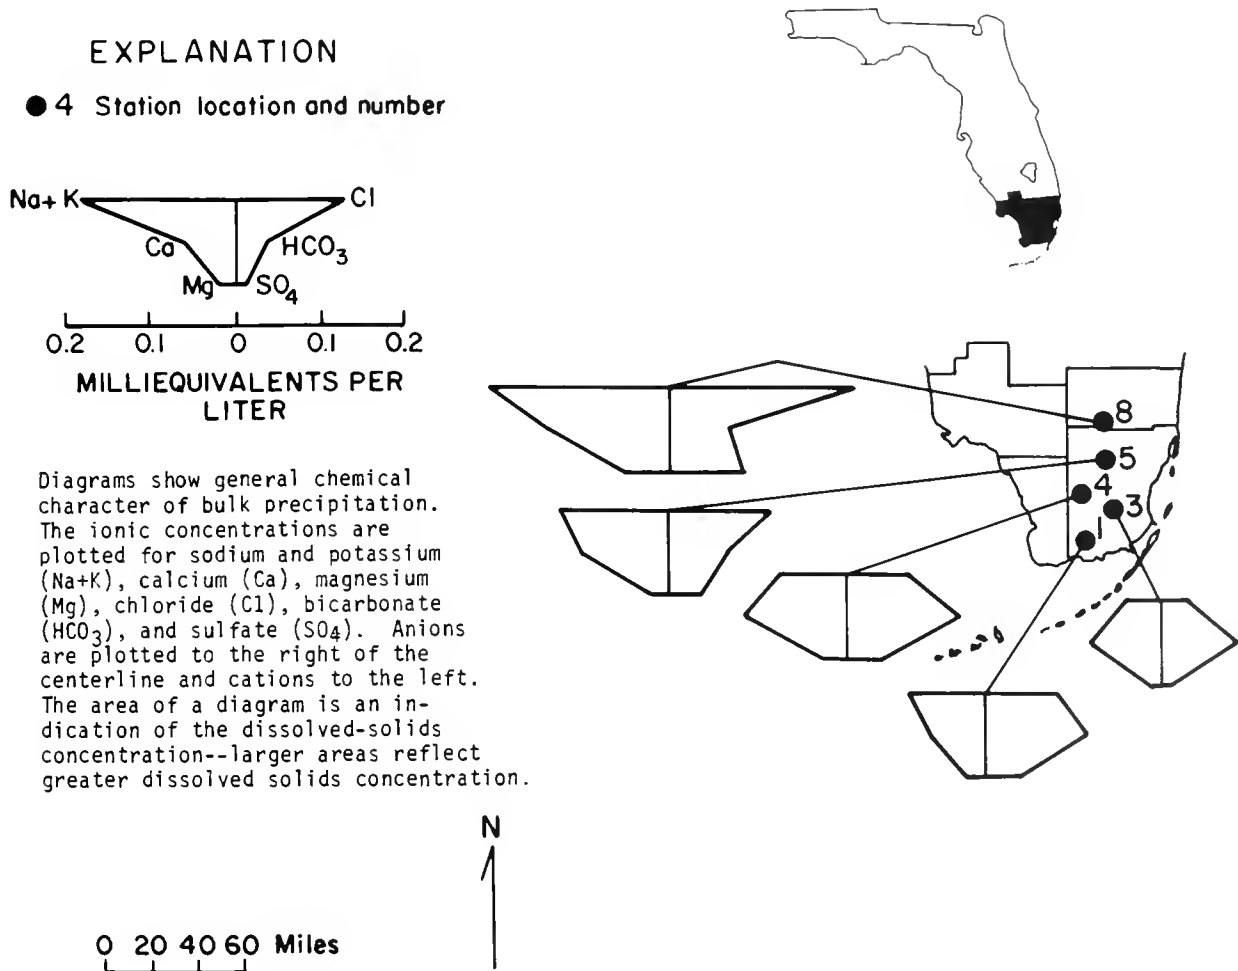 EXPLANATION
4 Station location and number
Na+K Cl
Ca HCO3
Mg SO4
0.2 0.1 0 0.1 0.2
MILLIEQUIVALENTS PER
LITER
Diagrams show general chemical
character of bulk precipitation.
The ionic concentrations are
plotted for sodium and potassium
(Na+K), calcium (Ca), magnesium
(Mg), chloride (Cl), bicarbonate
(HCO3), and sulfate (SO4). Anions
are plotted to the right of the
centerline and cations to the left.
The area of a diagram is an in-
dication of the dissolved-solids
concentration--larger areas reflect
greater dissolved solids concentration.
8
5
4
3
1
N
0 20 40 60 Miles